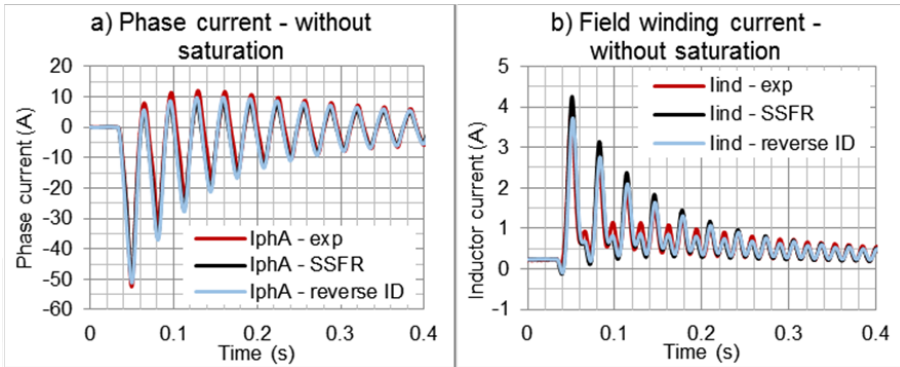 a) Phase current - without
saturation
20
10
0
-10
-20
-30
-40
-50
-60
Phase current (A)
IphA - exp
IphA - SSFR
IphA - reverse ID
0
0.1
0.2
0.3
0.4
Time (s)
b) Field winding current -
without saturation
5
4
3
2
1
0
-1
Inductor current (A)
Iind - exp
Iind - SSFR
Iind - reverse ID
0
0.1
0.2
0.3
0.4
Time (s)